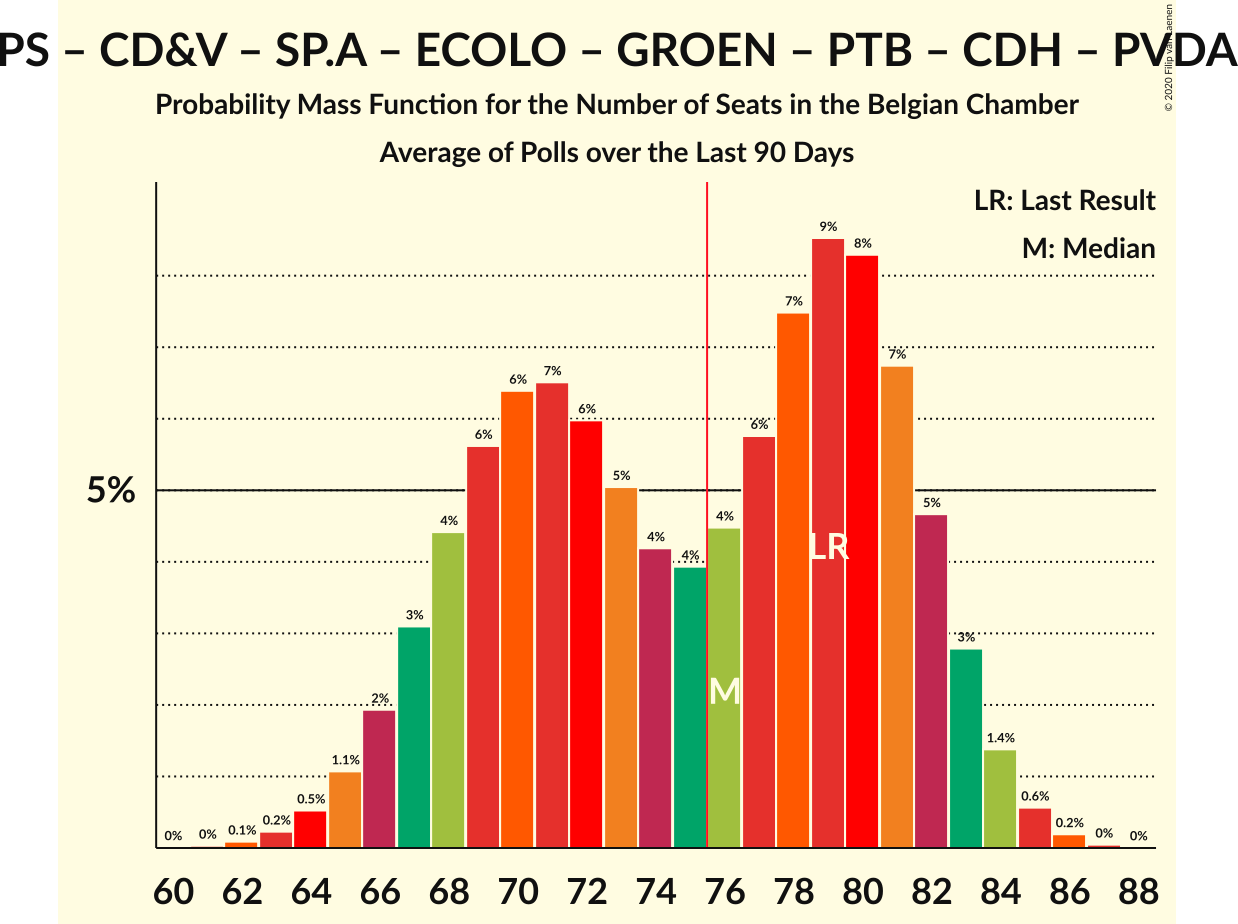 PS – CD&V – SP.A – ECOLO – GROEN – PTB – CDH – PVDA
© 2020 Filip van Laenen
Probability Mass Function for the Number of Seats in the Belgian Chamber
Average of Polls over the Last 90 Days
LR: Last Result
M: Median
5%
0% 0% 0.1% 0.2% 0.5% 1.1% 2% 3% 4% 6% 6% 7% 6% 5% 4% 4% 4% 6% 7% 9% 8% 7% 5% 3% 1.4% 0.6% 0.2% 0% 0%
LR
M
60 62 64 66 68 70 72 74 76 78 80 82 84 86 88